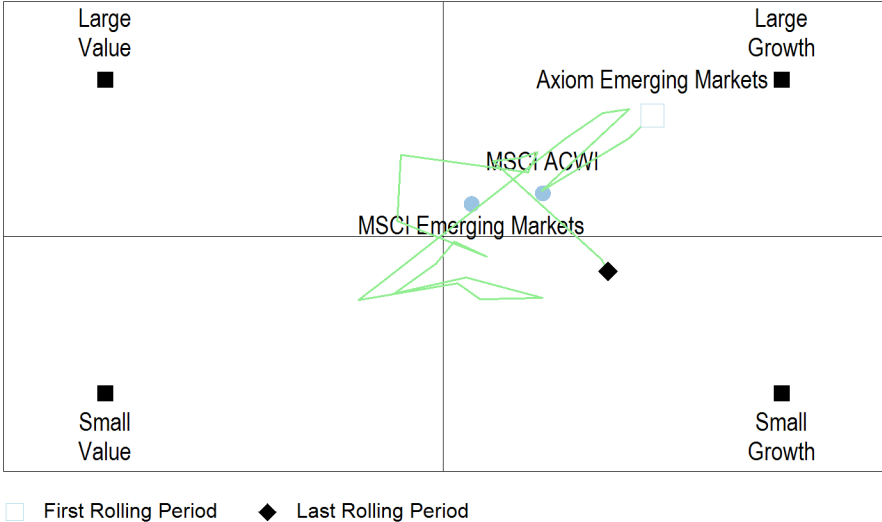 Large
Value
Large
Growth
Axiom Emerging Markets
MSCI ACWI
MSCI Emerging Markets
Small
Value
Small
Growth
First Rolling Period
Last Rolling Period